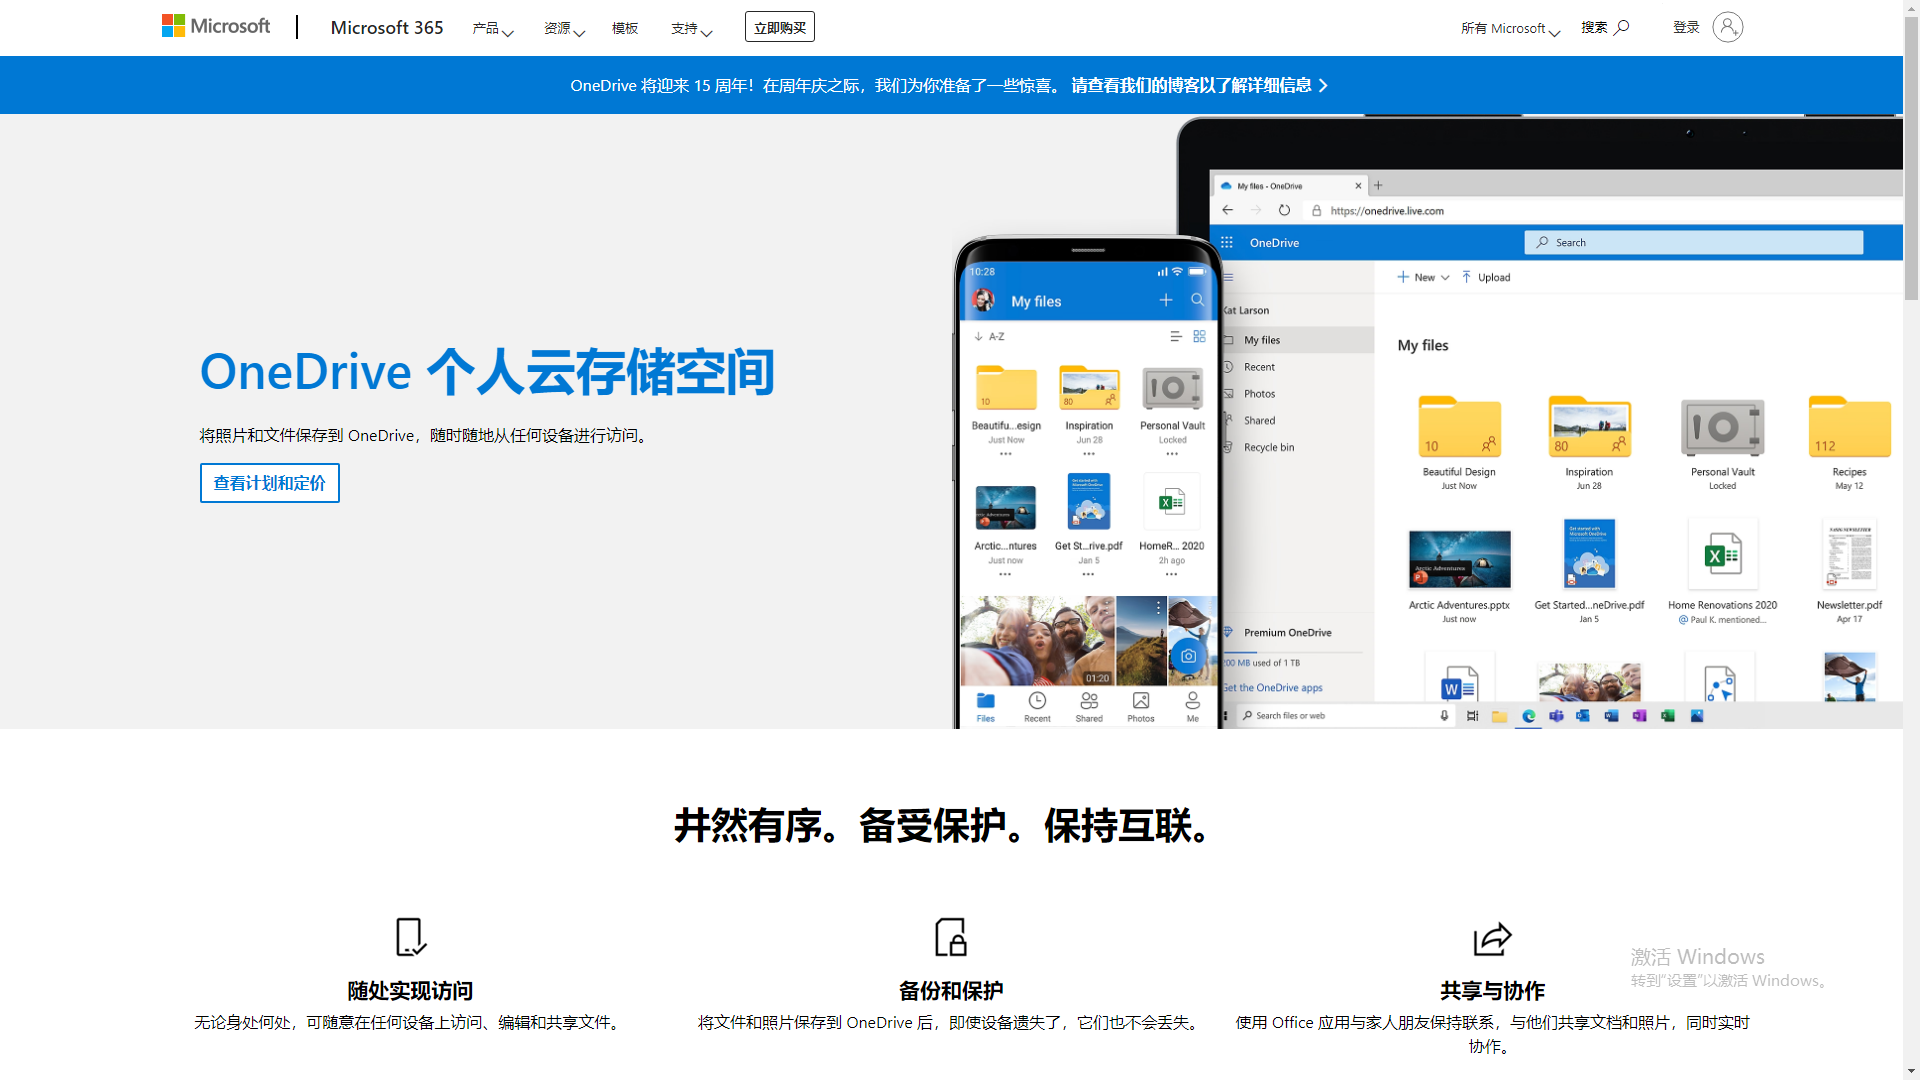 Microsoft
Microsoft 365
产品
资源
模板
支持
立即购买
所有 Microsoft
搜索
登录
OneDrive 将迎来 15 周年！在周年庆之际，我们为你准备了一些惊喜。 请查看我们的博客以了解详细信息
OneDrive 个人云存储空间
将照片和文件保存到 OneDrive，随时随地从任何设备进行访问。
查看计划和定价
10:28
My files
A-Z
10
80
Beautifu...esign
Inspiration
Personal Vault
Just Now
Jun 28
Locked
Arctic Adventures
Arctic...ntures
Get St...rive.pdf
HomeR... 2020
Just now
Jan 5
2h ago
01:20
Files
Recent
Shared
Photos
Me
My files - OneDrive
https://onedrive.live.com
OneDrive
Search
New
Upload
Kat Larson
My files
Recent
Photos
Shared
Recycle bin
Premium OneDrive
200 MB used of 1 TB
Get the OneDrive apps
My files
10
80
112
Beautiful Design
Inspiration
Personal Vault
Recipes
Just Now
Jun 28
Locked
May 12
Arctic Adventures
Arctic Adventures.pptx
Get Started...neDrive.pdf
Home Renovations 2020
Newsletter.pdf
Just now
Jan 5
@ Paul K. mentioned...
Apr 17
Search files or web
井然有序。备受保护。保持互联。
随处实现访问
无论身处何处，可随意在任何设备上访问、编辑和共享文件。
备份和保护
将文件和照片保存到 OneDrive 后，即使设备遗失了，它们也不会丢失。
共享与协作
使用 Office 应用与家人朋友保持联系，与他们共享文档和照片，同时实时
协作。
激活 Windows
转到“设置”以激活 Windows。